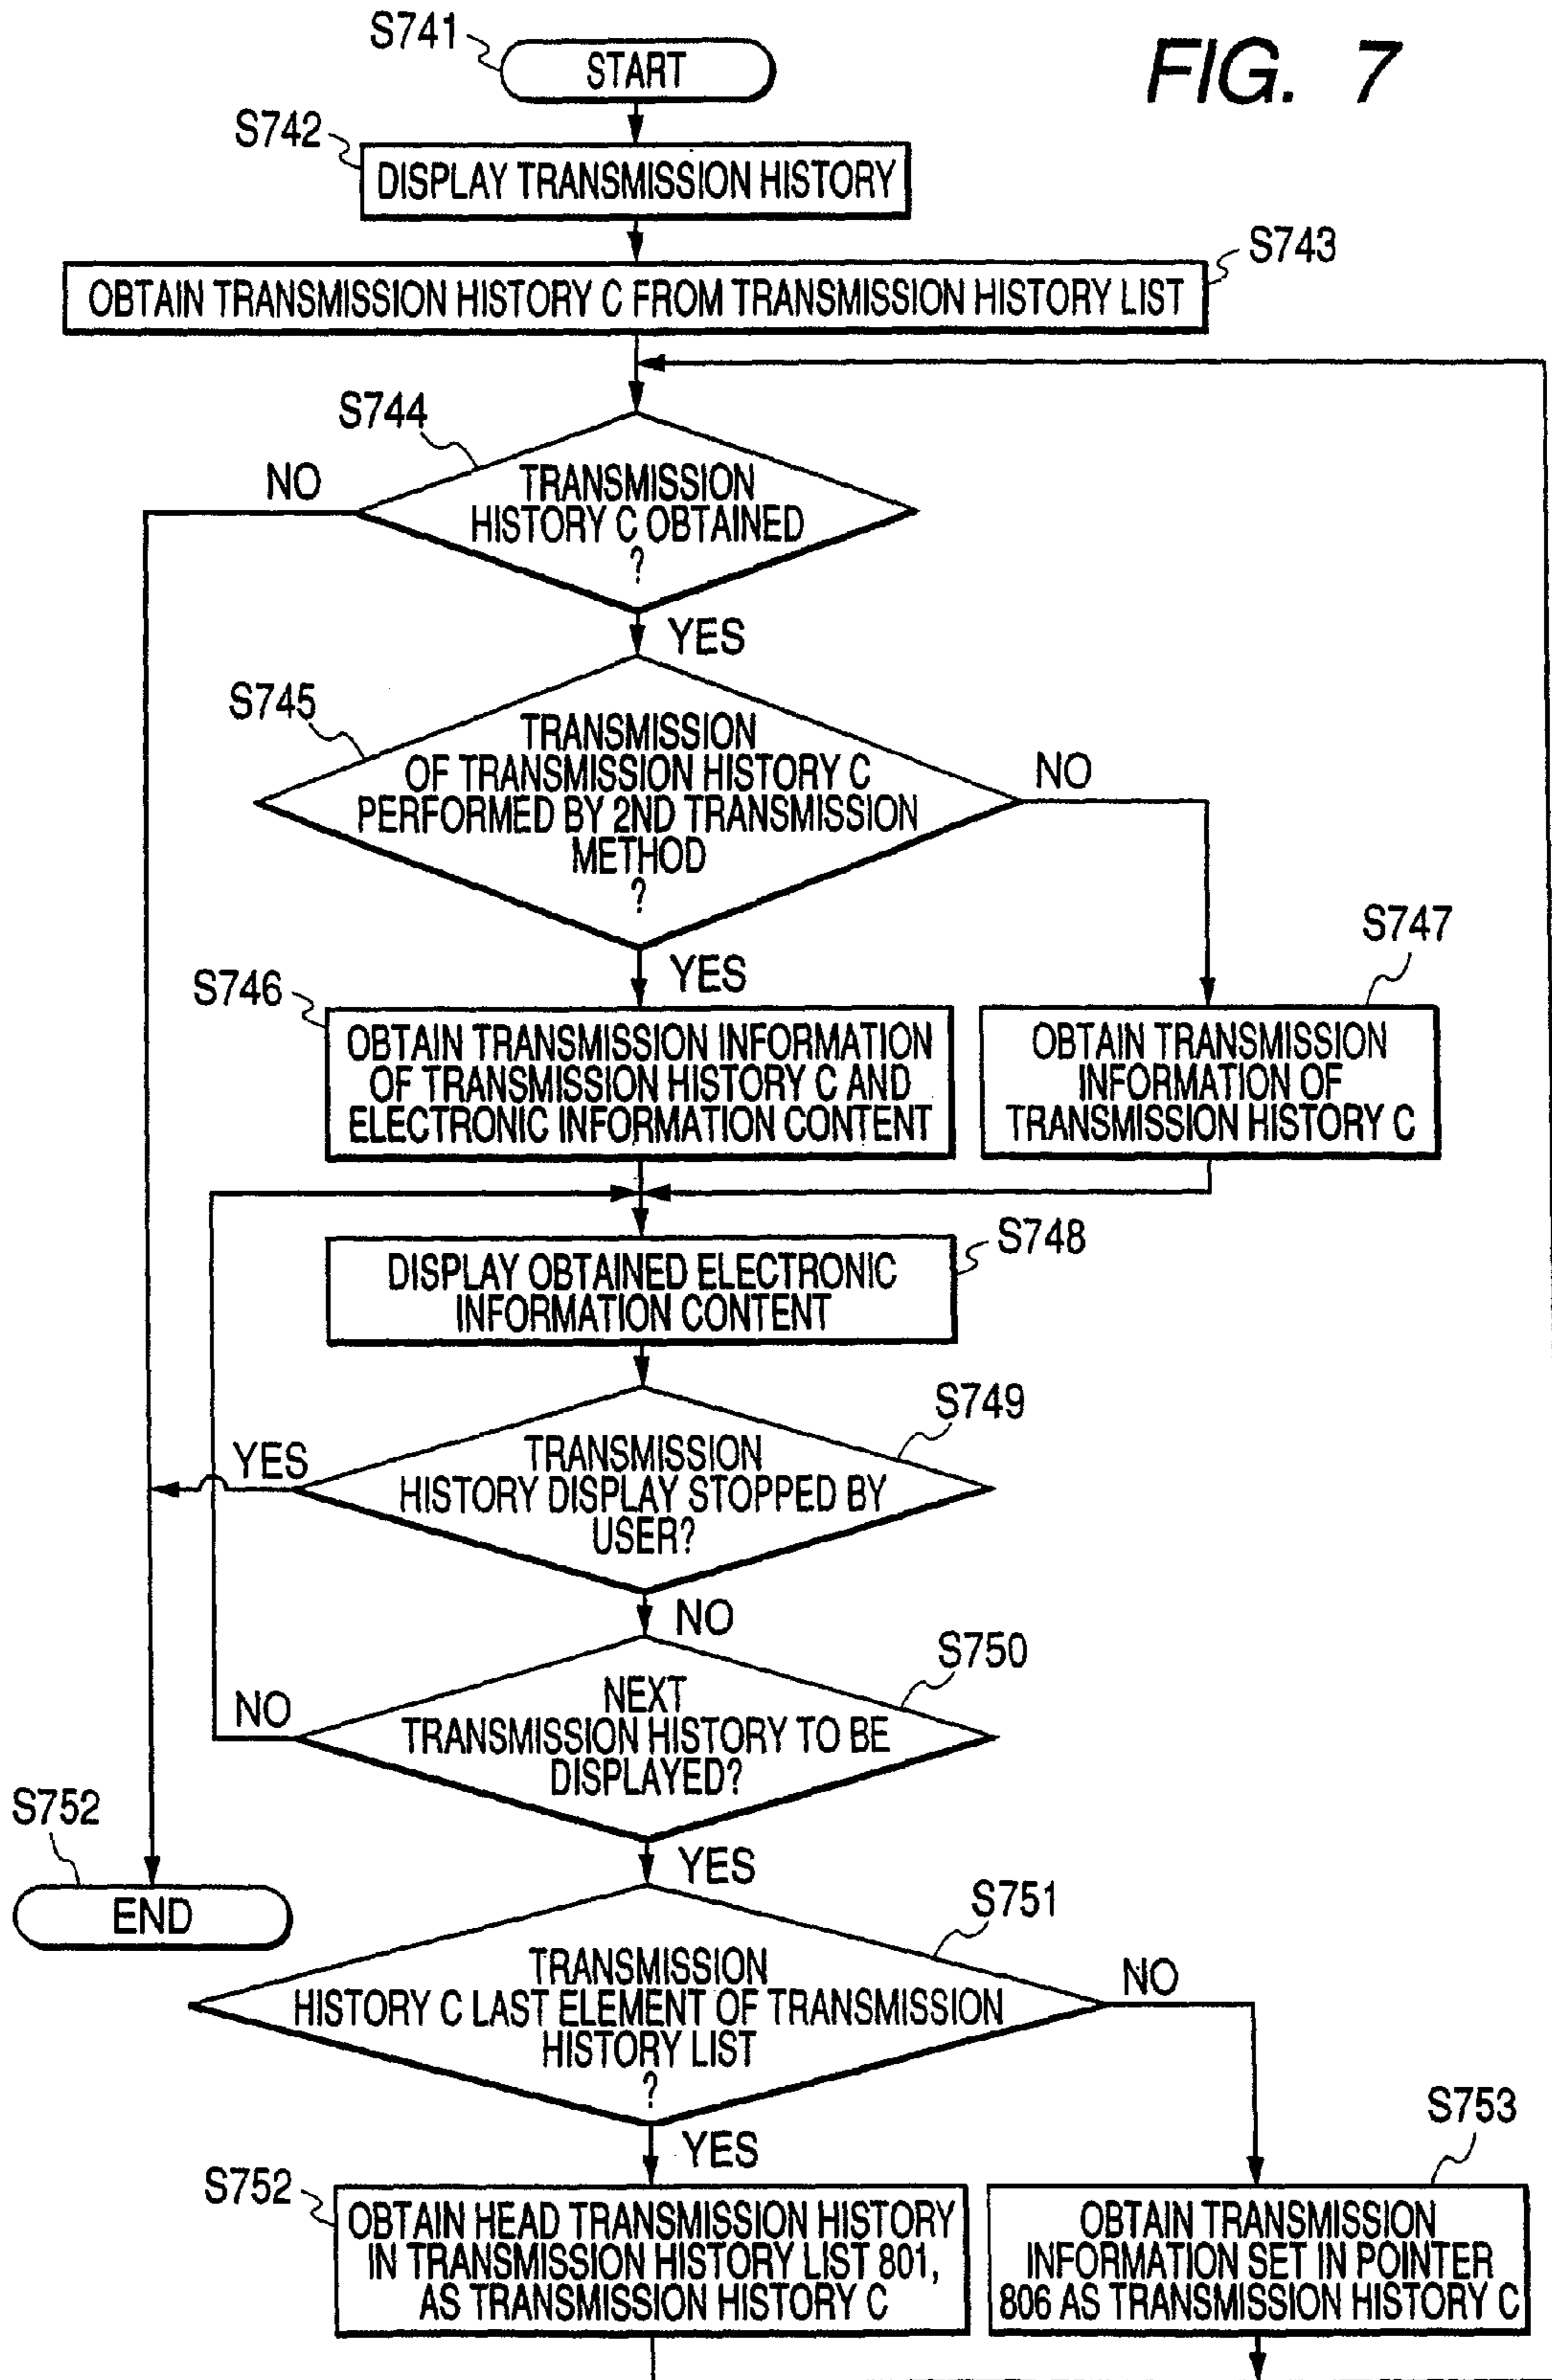 FIG. 7
S741
START
S742
DISPLAY TRANSMISSION HISTORY
S743
OBTAIN TRANSMISSION HISTORY C FROM TRANSMISSION HISTORY LIST
S744
NO
TRANSMISSION
HISTORY C OBTAINED
?
YES
S745
TRANSMISSION
OF TRANSMISSION HISTORY C
PERFORMED BY 2ND TRANSMISSION
METHOD
?
NO
YES
S746
OBTAIN TRANSMISSION INFORMATION
OF TRANSMISSION HISTORY C AND
ELECTRONIC INFORMATION CONTENT
S747
OBTAIN TRANSMISSION
INFORMATION OF
TRANSMISSION HISTORY C
S748
DISPLAY OBTAINED ELECTRONIC
INFORMATION CONTENT
S749
YES
TRANSMISSION
HISTORY DISPLAY STOPPED BY
USER?
NO
S750
NO
NEXT
TRANSMISSION HISTORY TO BE
DISPLAYED?
YES
S752
END
S751
TRANSMISSION
HISTORY C LAST ELEMENT OF TRANSMISSION
HISTORY LIST
?
NO
YES
S752
OBTAIN HEAD TRANSMISSION HISTORY
IN TRANSMISSION HISTORY LIST 801,
AS TRANSMISSION HISTORY C
S753
OBTAIN TRANSMISSION
INFORMATION SET IN POINTER
806 AS TRANSMISSION HISTORY C